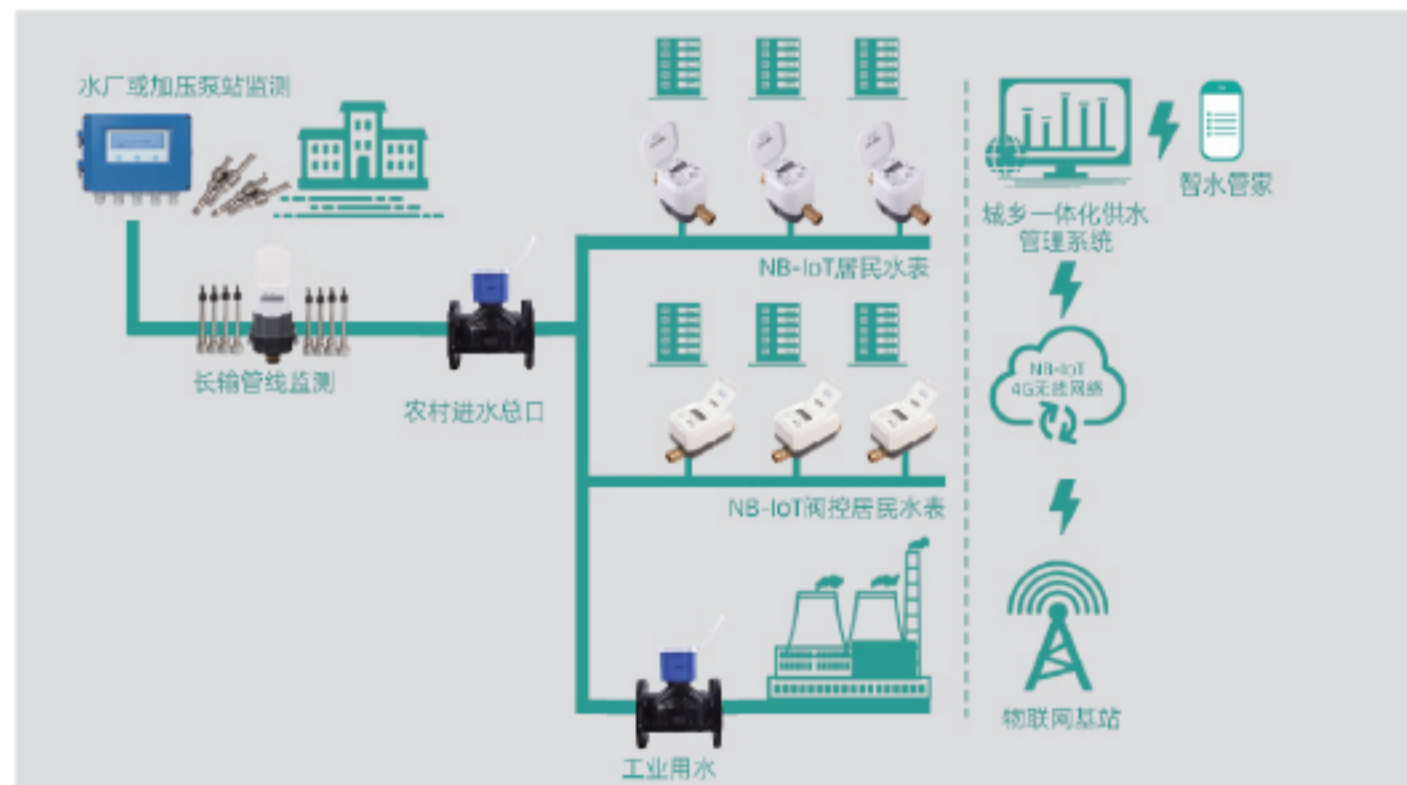 水厂或加压泵站监测
长输管线监测
农村进水总口
NB-IoT居民水表
NB-IoT阀控居民水表
工业用水
城乡一体化供水
管理系统
智水管家
NB-IoT
4G无线网络
物联网基站